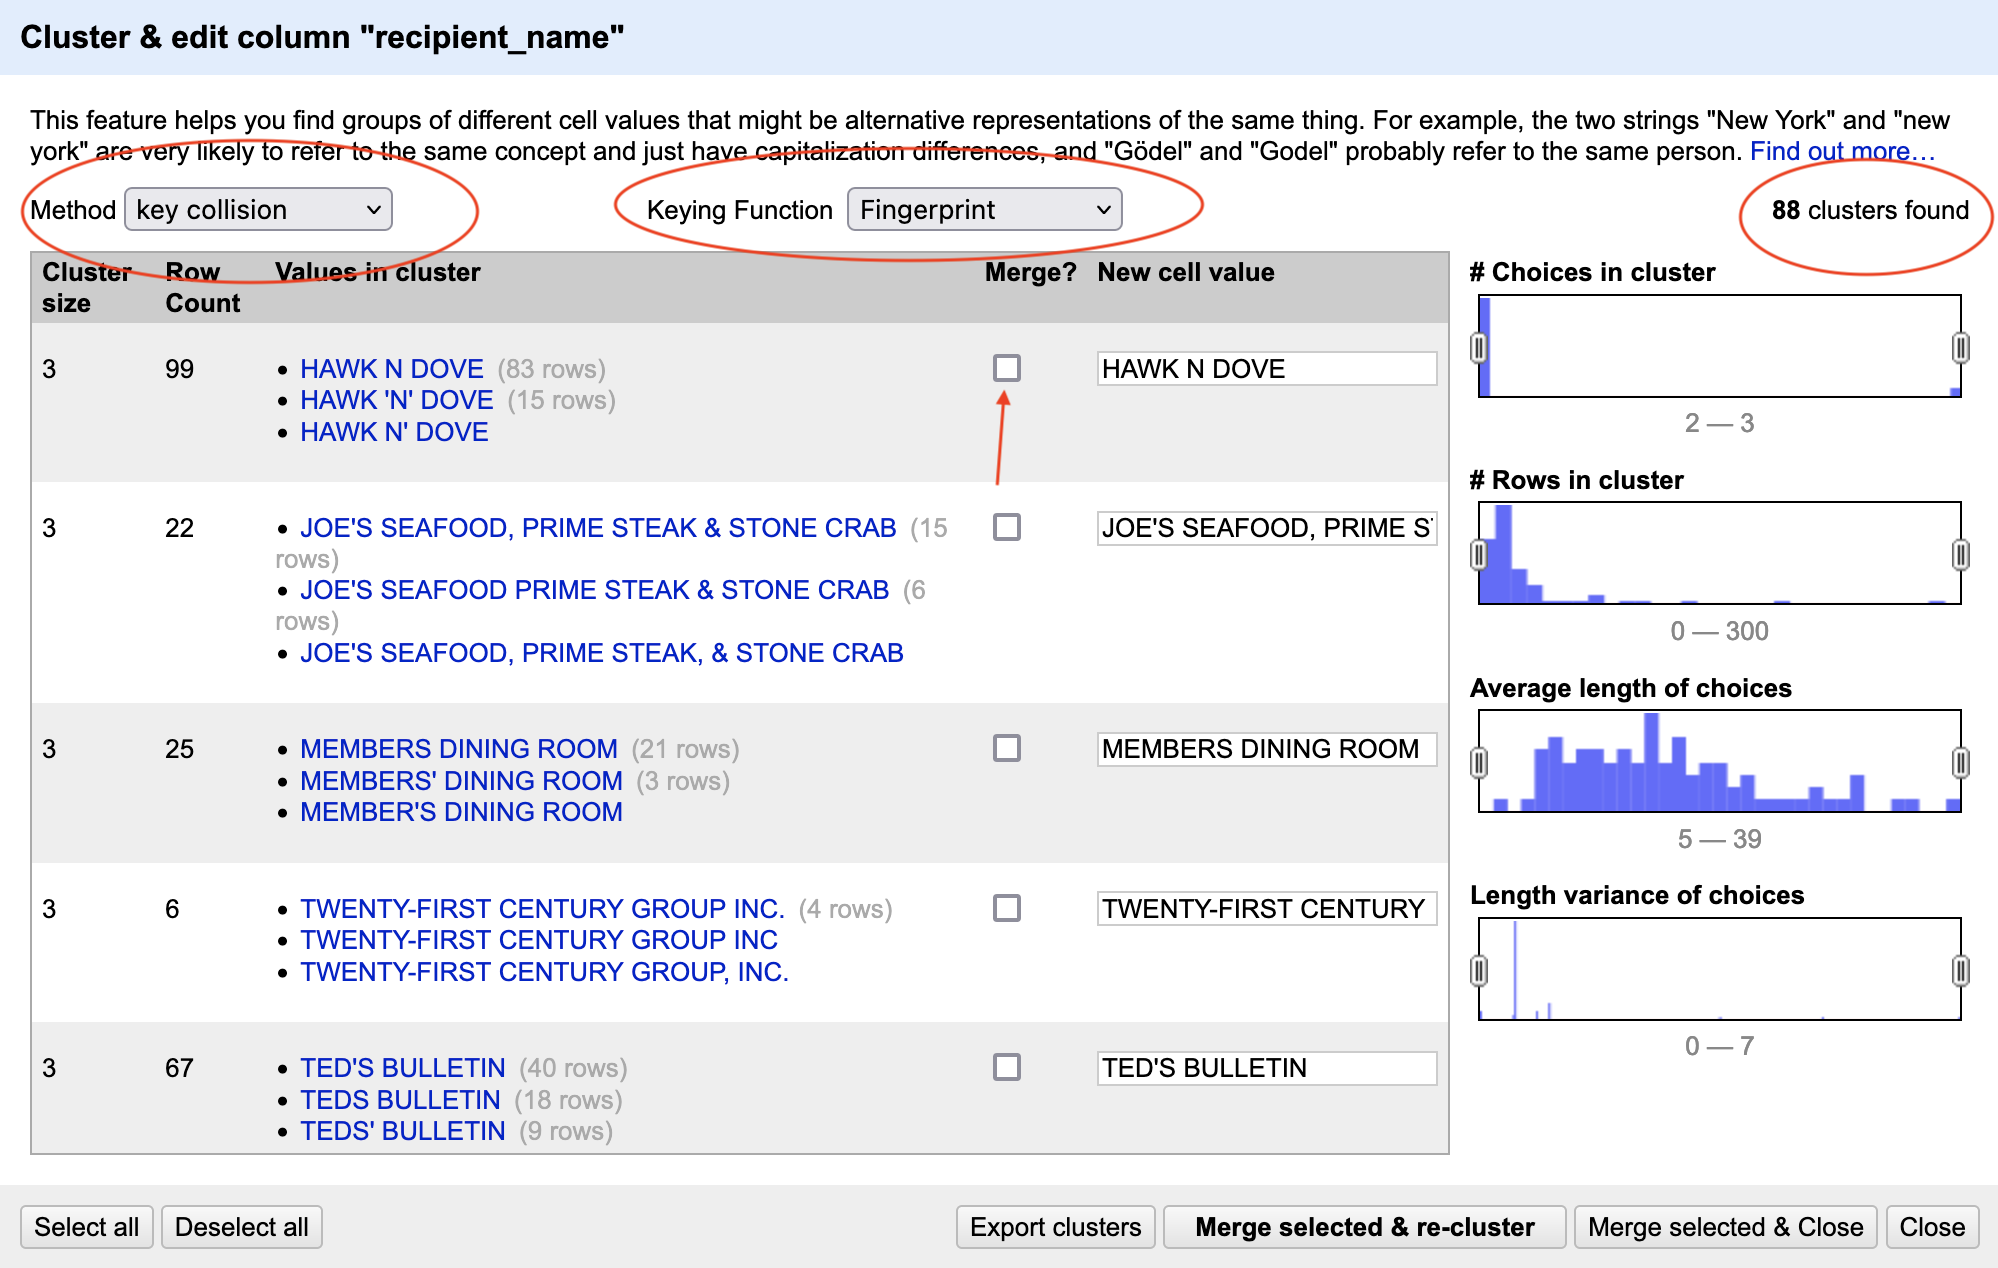 Cluster & edit column "recipient_name"
This feature helps you find groups of different cell values that might be alternative representations of the same thing. For example, the two strings "New York" and "new
york" are very likely to refer to the same concept and just have capitalization differences, and "Gödel" and "Godel" probably refer to the same person. Find out more…
Method key collision Keying Function Fingerprint 88 clusters found
Cluster size Row Count Values in cluster Merge? New cell value
3 99 • HAWK N DOVE (83 rows) HAWK N DOVE
• HAWK 'N' DOVE (15 rows)
• HAWK N' DOVE
3 22 • JOE'S SEAFOOD, PRIME STEAK & STONE CRAB (15
rows) JOE'S SEAFOOD, PRIME S
• JOE'S SEAFOOD PRIME STEAK & STONE CRAB (6
rows)
• JOE'S SEAFOOD, PRIME STEAK, & STONE CRAB
3 25 • MEMBERS DINING ROOM (21 rows) MEMBERS DINING ROOM
• MEMBERS' DINING ROOM (3 rows)
• MEMBER'S DINING ROOM
3 6 • TWENTY-FIRST CENTURY GROUP INC. (4 rows) TWENTY-FIRST CENTURY
• TWENTY-FIRST CENTURY GROUP INC
• TWENTY-FIRST CENTURY GROUP, INC.
3 67 • TED'S BULLETIN (40 rows) TED'S BULLETIN
• TEDS BULLETIN (18 rows)
• TEDS' BULLETIN (9 rows)
# Choices in cluster
2 — 3
# Rows in cluster
0 — 300
Average length of choices
5 — 39
Length variance of choices
0 — 7
Select all Deselect all Export clusters Merge selected & re-cluster Merge selected & Close Close